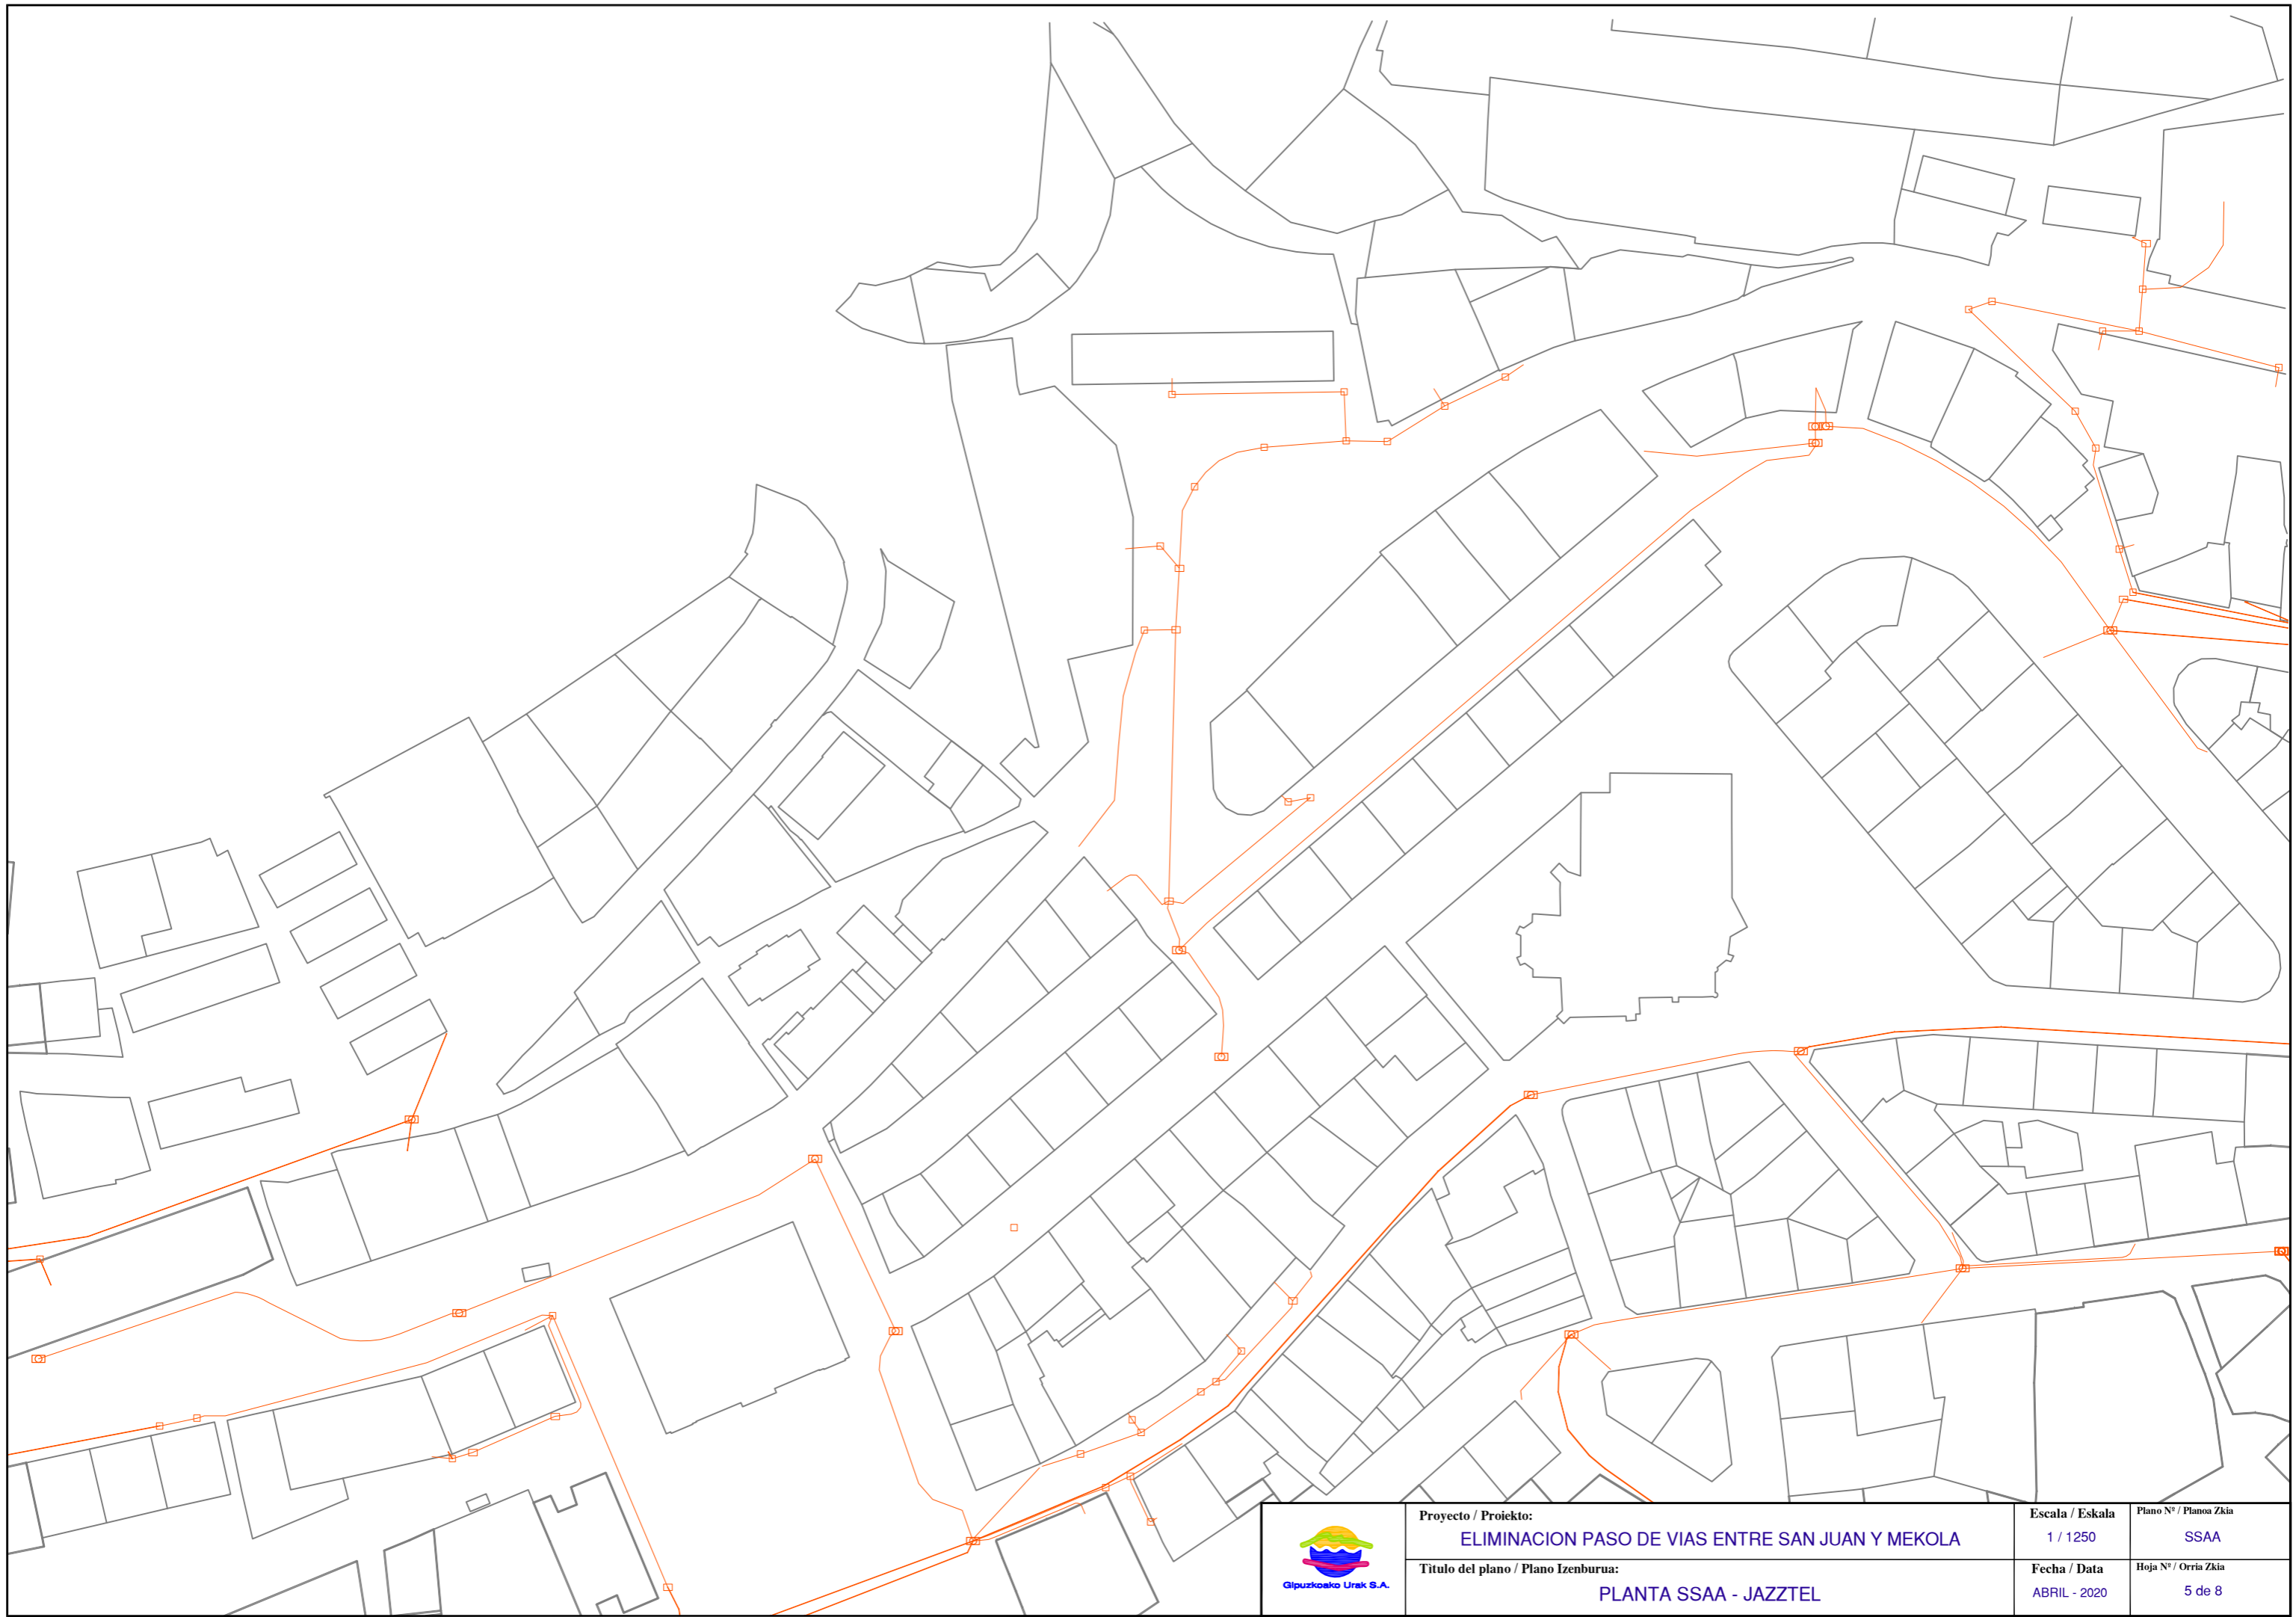 Gipuzkoako Urak S.A.
Proyecto / Proiekto:
ELIMINACION PASO DE VIAS ENTRE SAN JUAN Y MEKOLA
Titulo del plano / Plano Izenburua:
PLANTA SSAA - JAZZTEL
Escala / Eskala
1 / 1250
Plano Nº / Planoa Zkia
SSAA
Fecha / Data
ABRIL - 2020
Hoja Nº / Orria Zkia
5 de 8